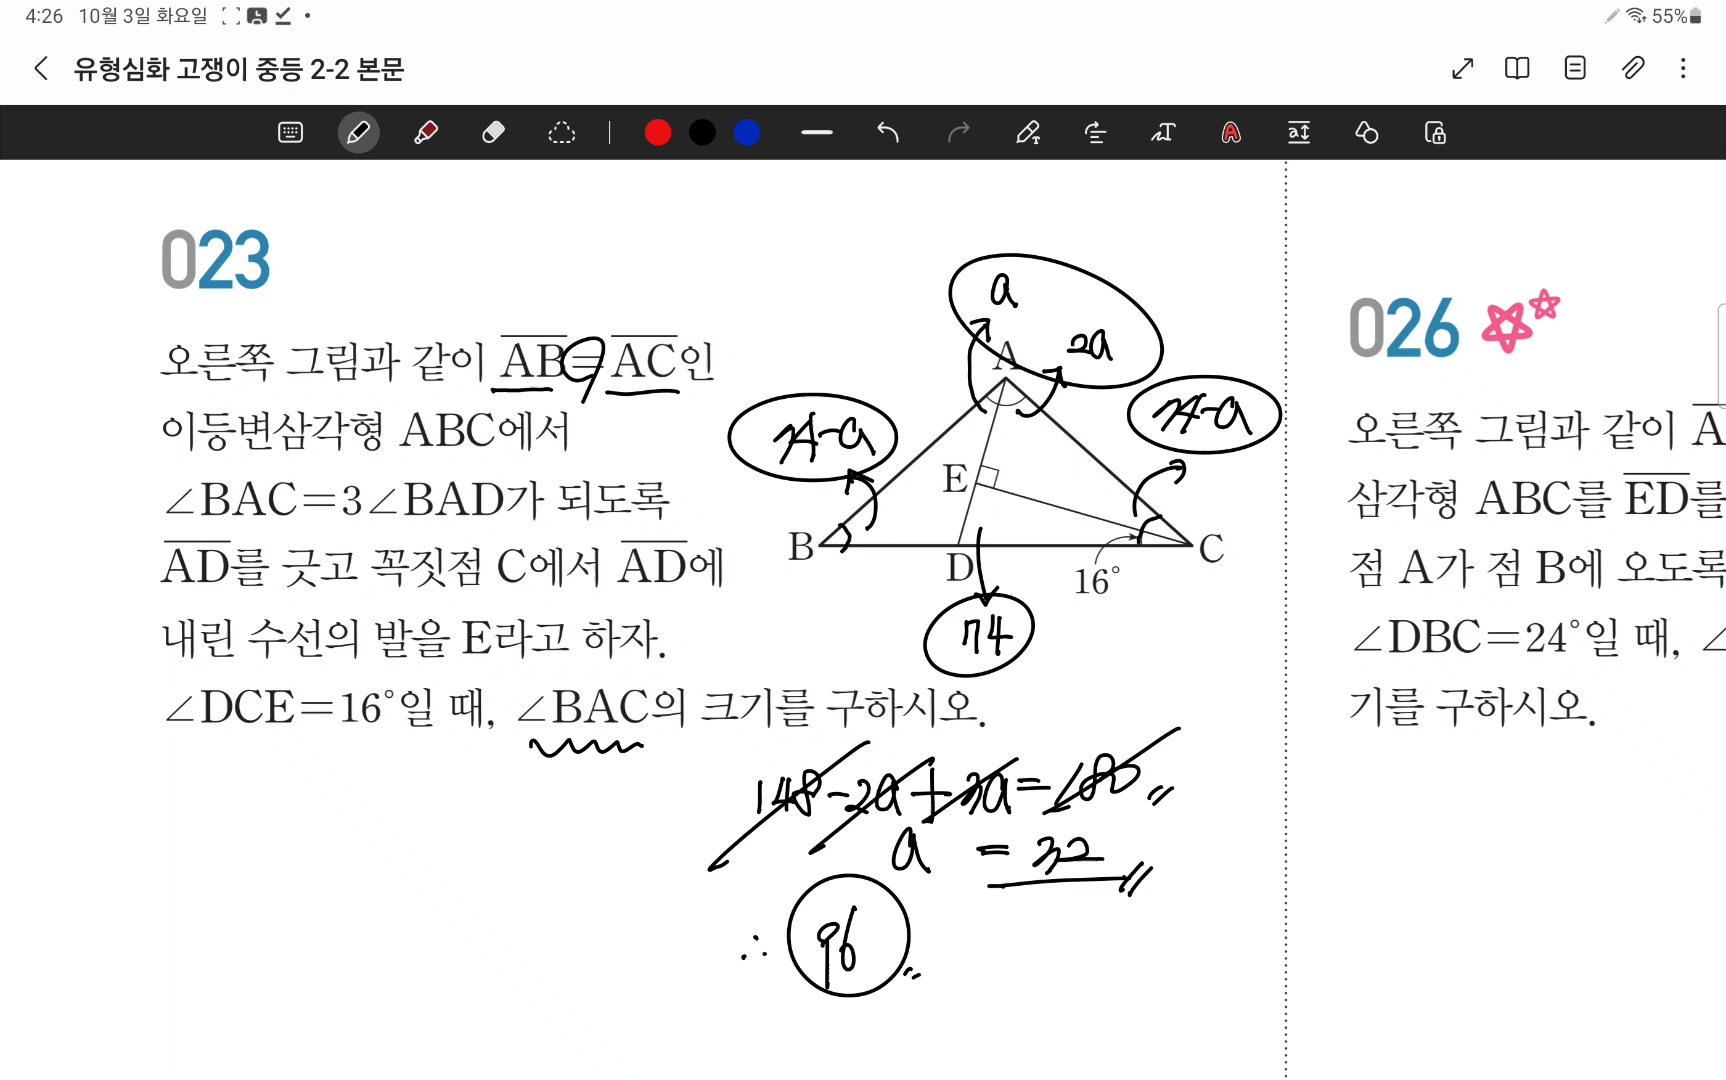 4:26 10월 3일 화요일
55%
유형심화 고쟁이 중등 2-2 본문
023
오른쪽 그림과 같이 AB=AC인
이등변삼각형 ABC에서
∠BAC=3∠BAD가 되도록
AD를 긋고 꼭짓점 C에서 AD에
내린 수선의 발을 E라고 하자.
∠DCE=16°일 때, ∠BAC의 크기를 구하시오.
a
2a
A
74-a
74-a
E
B
D
C
16°
74
148-2a+3a=180
a = 32
∴ 96
026
오른쪽 그림과 같이 A
삼각형 ABC를 ED를
점 A가 점 B에 오도록
∠DBC=24°일 때, ∠
기를 구하시오.